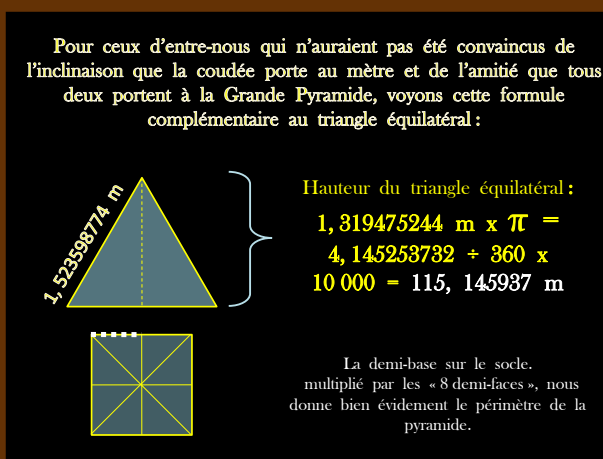 Pour ceux d'entre-nous qui n'auraient pas été convaincus de
l'inclinaison que la coudée porte au mètre et de l'amitié que tous
deux portent à la Grande Pyramide, voyons cette formule
complémentaire au triangle équilatéral :
1, 523598774 m
Hauteur du triangle équilatéral :
1, 319475244 m x π =
4, 145253732 ÷ 360 x
10 000 = 115, 145937 m
La demi-base sur le socle.
multiplié par les « 8 demi-faces », nous
donne bien évidement le périmètre de la
pyramide.